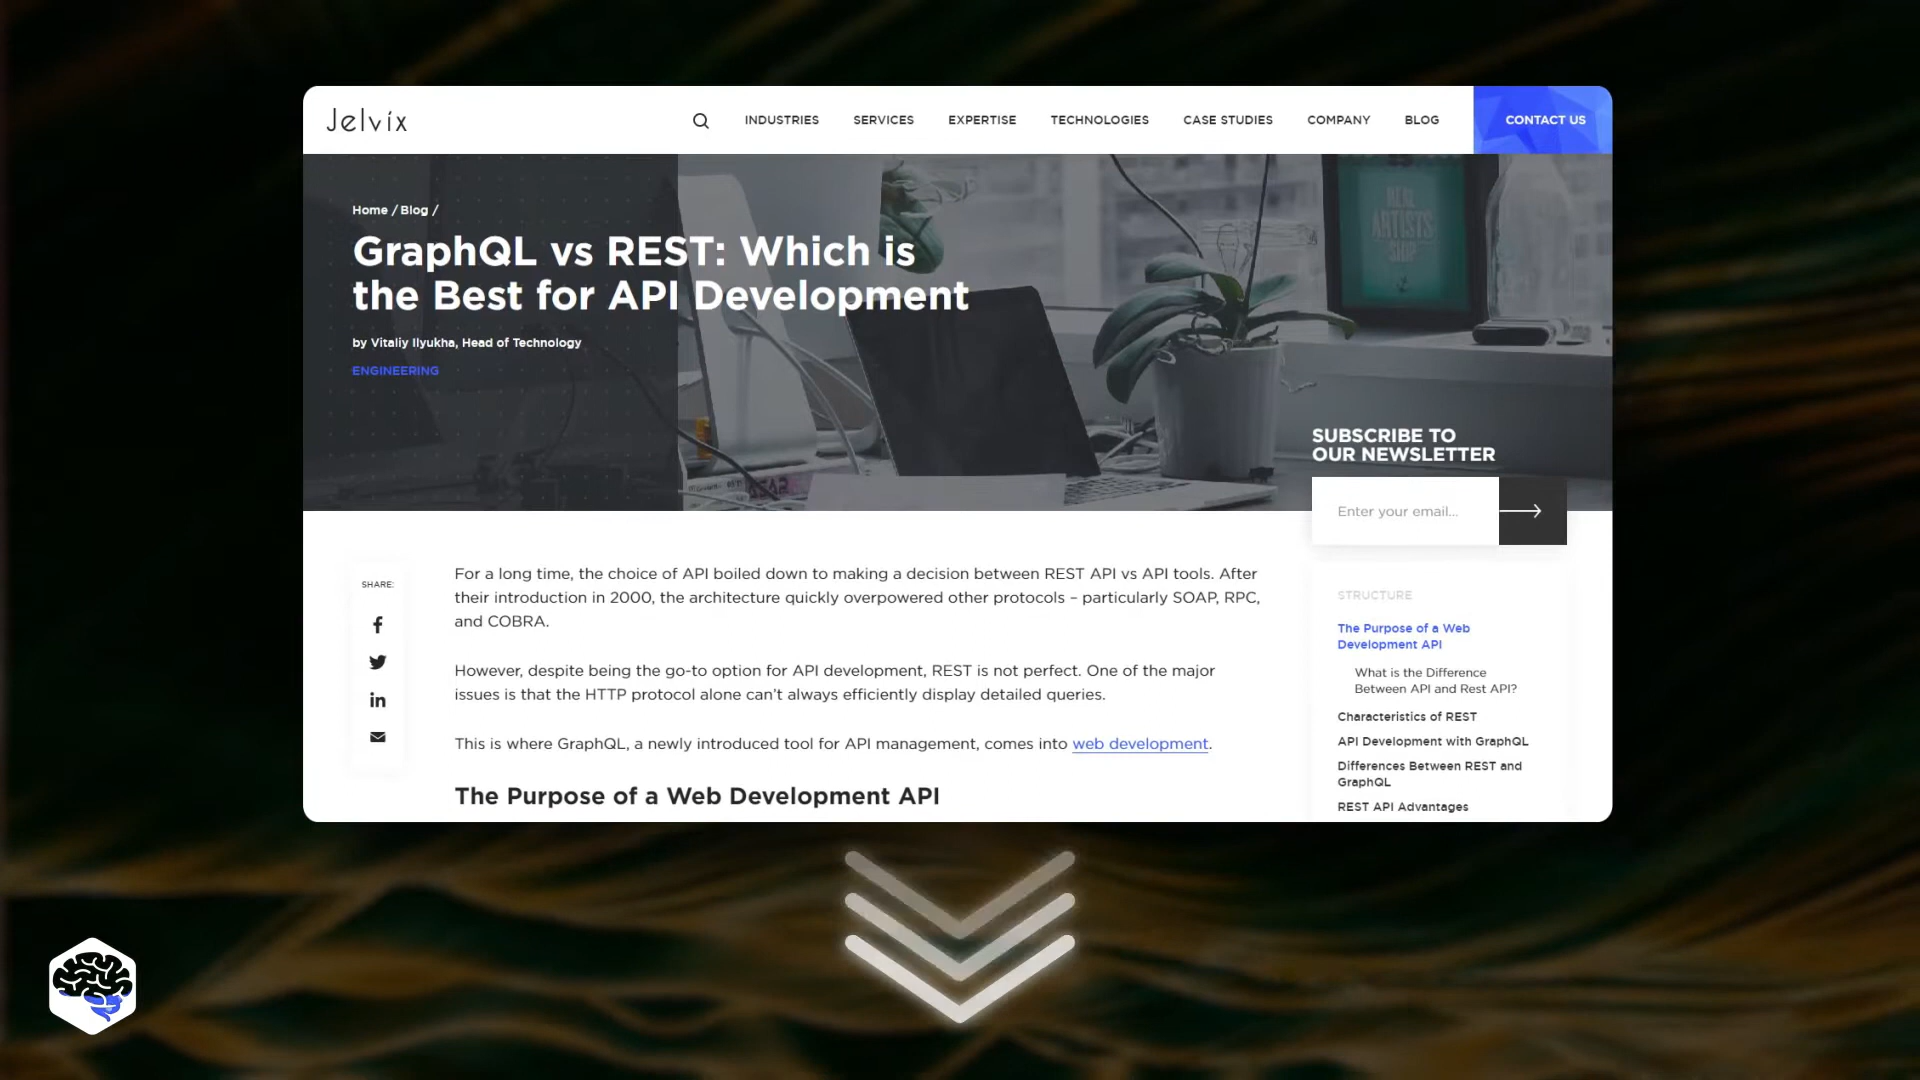 Jelvix
INDUSTRIES SERVICES EXPERTISE TECHNOLOGIES CASE STUDIES COMPANY BLOG CONTACT US
Home / Blog /
GraphQL vs REST: Which is
the Best for API Development
by Vitaliy Ilyukha, Head of Technology
ENGINEERING
REAL
ARTISTS
SHIP
SUBSCRIBE TO
OUR NEWSLETTER
Enter your email...
SHARE:
For a long time, the choice of API boiled down to making a decision between REST API vs API tools. After
their introduction in 2000, the architecture quickly overpowered other protocols – particularly SOAP, RPC,
and COBRA.
However, despite being the go-to option for API development, REST is not perfect. One of the major
issues is that the HTTP protocol alone can’t always efficiently display detailed queries.
This is where GraphQL, a newly introduced tool for API management, comes into web development.
The Purpose of a Web Development API
STRUCTURE
The Purpose of a Web
Development API
What is the Difference
Between API and Rest API?
Characteristics of REST
API Development with GraphQL
Differences Between REST and
GraphQL
REST API Advantages